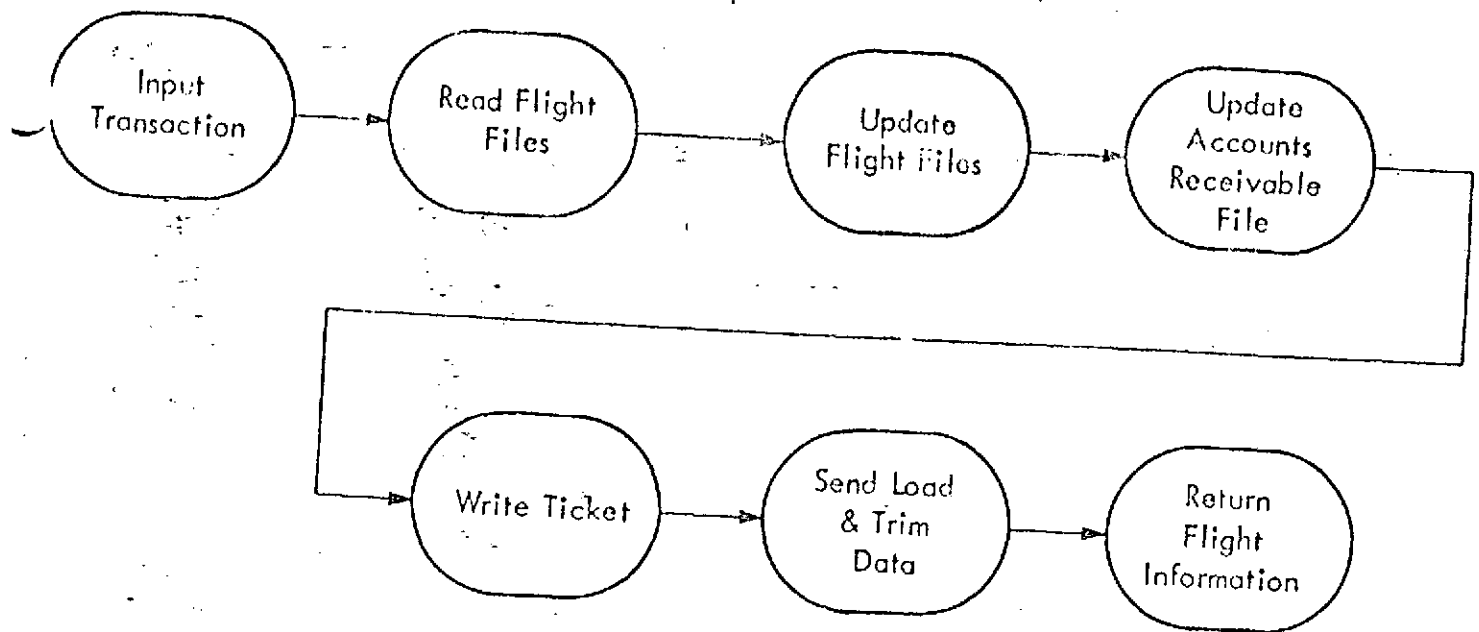 Input
Transaction
Read Flight
Files
Update
Flight Files
Update
Accounts
Receivable
File
Write Ticket
Send Load
& Trim
Data
Return
Flight
Information